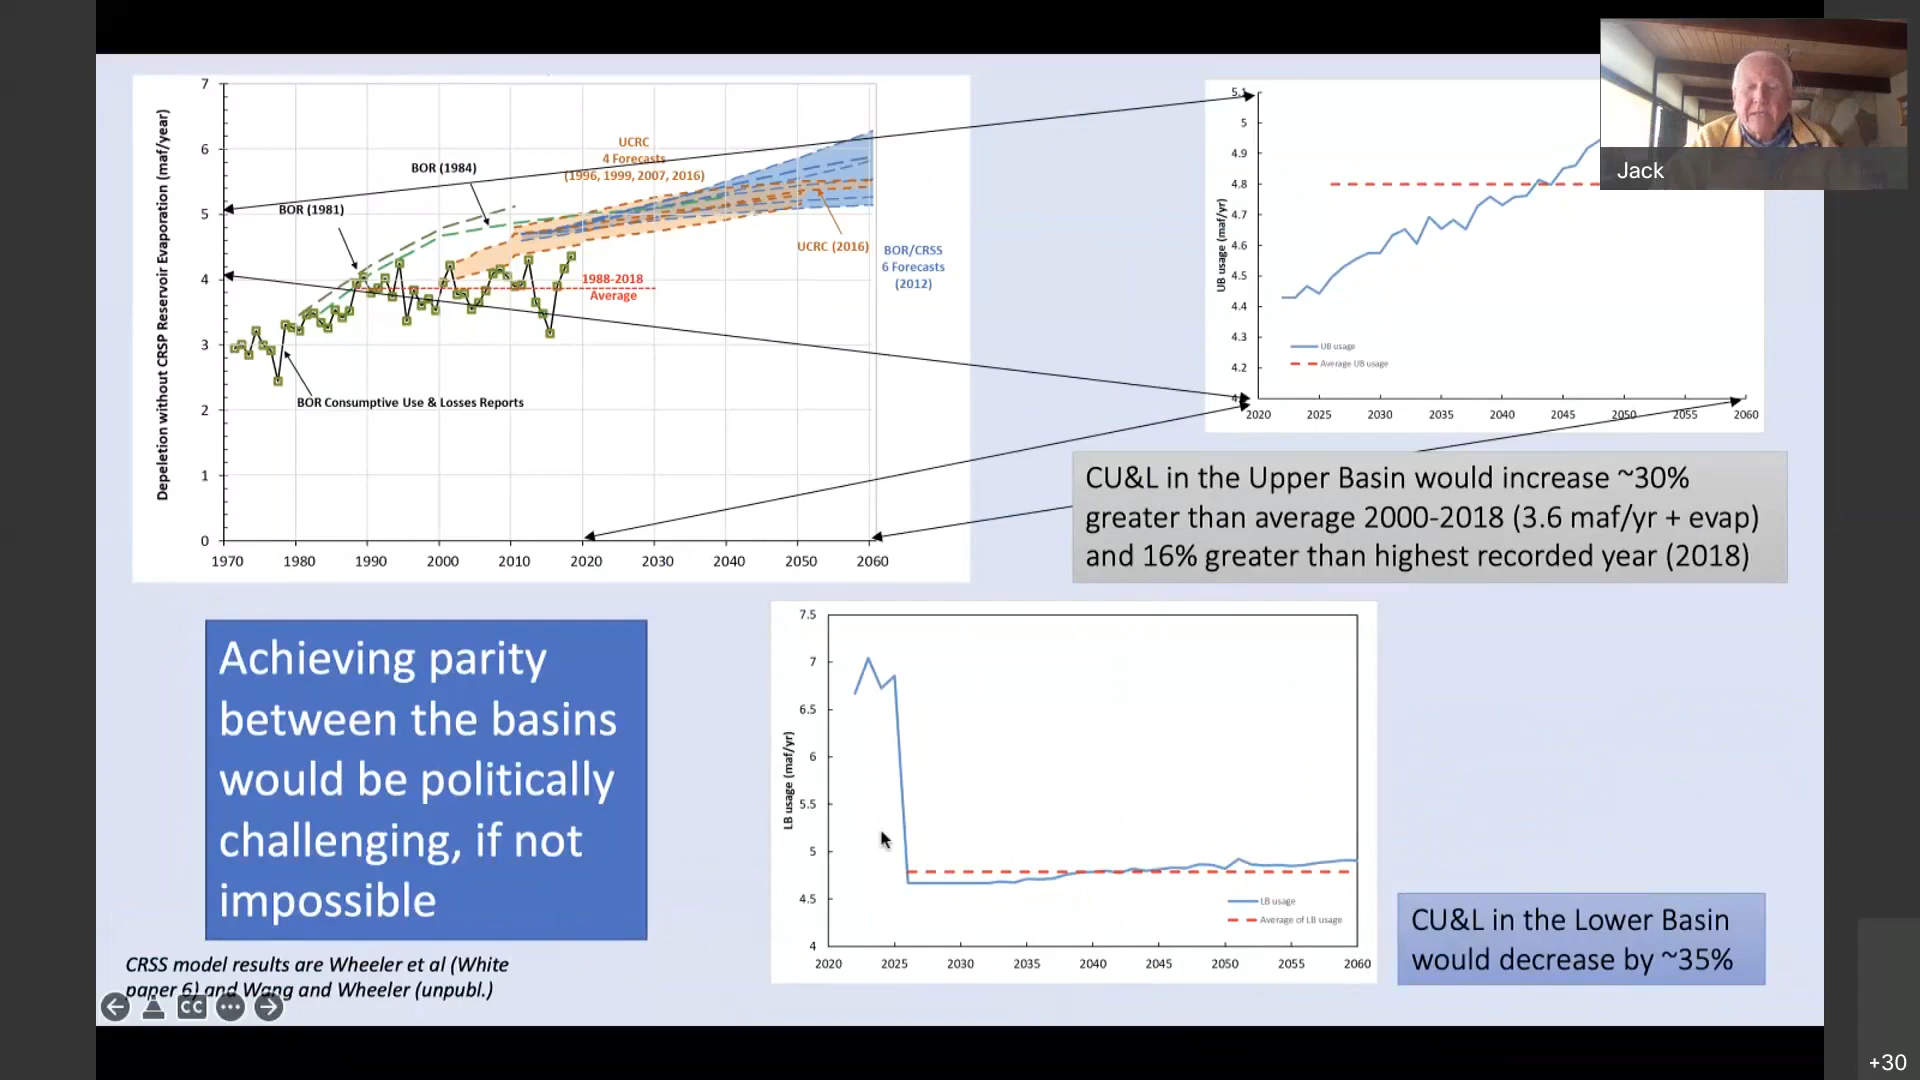 7
6
5
4
3
2
1
0
1970
1980
1990
2000
2010
2020
2030
2040
2050
2060
Depeletion without CRSP Reservoir Evaporation (maf/year)
BOR (1981)
BOR (1984)
UCRC
4 Forecasts
(1996, 1999, 2007, 2016)
1988-2018
Average
UCRC (2016)
BOR/CRSS
6 Forecasts
(2012)
BOR Consumptive Use & Losses Reports
5.1
5
4.9
4.8
4.7
4.6
4.5
4.4
4.3
4.2
UB usage (maf/yr)
UB usage
Average UB usage
2020
2025
2030
2035
2040
2045
2050
2055
2060
Jack
CU&L in the Upper Basin would increase ~30%
greater than average 2000-2018 (3.6 maf/yr + evap)
and 16% greater than highest recorded year (2018)
Achieving parity
between the basins
would be politically
challenging, if not
impossible
7.5
7
6.5
6
5.5
5
4.5
4
LB usage (maf/yr)
LB usage
Average of LB usage
2020
2025
2030
2035
2040
2045
2050
2055
2060
CU&L in the Lower Basin
would decrease by ~35%
CRSS model results are Wheeler et al (White
paper 6) and Wang and Wheeler (unpubl.)
CC
+30